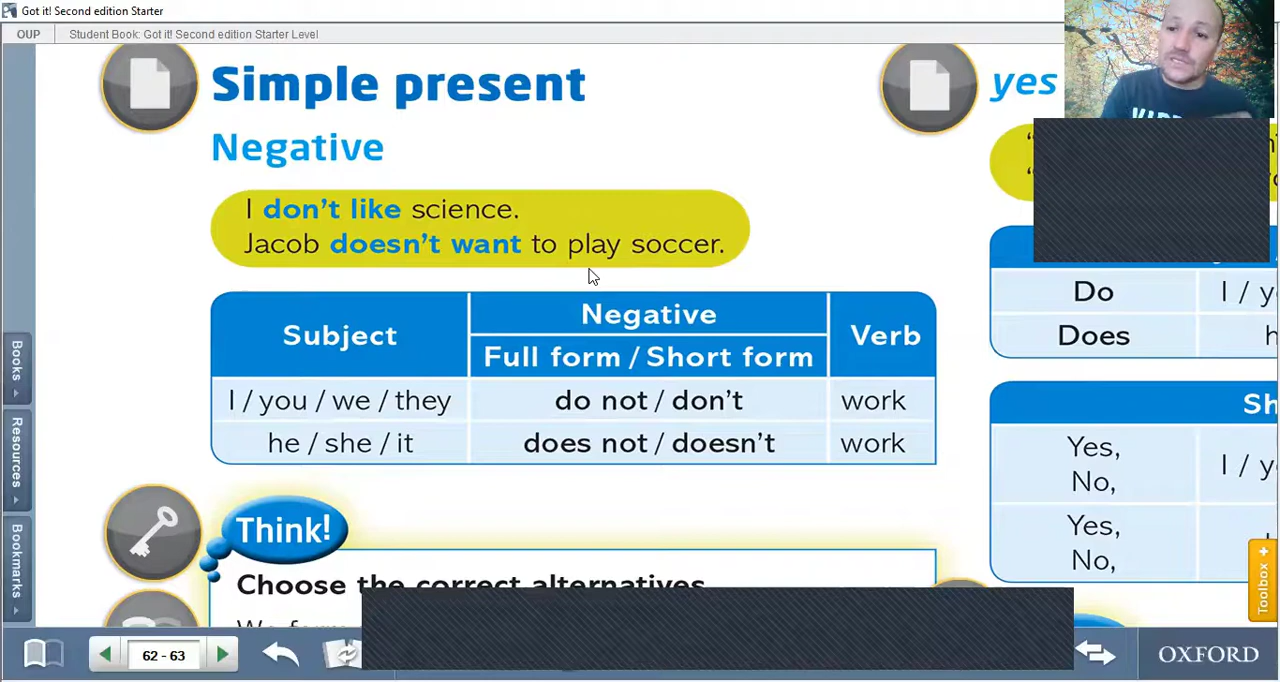 Got it! Second edition Starter
OUP
Student Book: Got it! Second edition Starter Level
Simple present
Negative
I don't like science.
Jacob doesn't want to play soccer.
Subject
Negative
Full form / Short form
Verb
I / you / we / they
do not / don't
work
he / she / it
does not / doesn't
work
Think!
Choose the correct alternatives
yes
Do
I / y
Does
h
Sh
Yes,
No,
I / y
Yes,
No,
Books
Resources
Bookmarks
Toolbox +
62 - 63
OXFORD